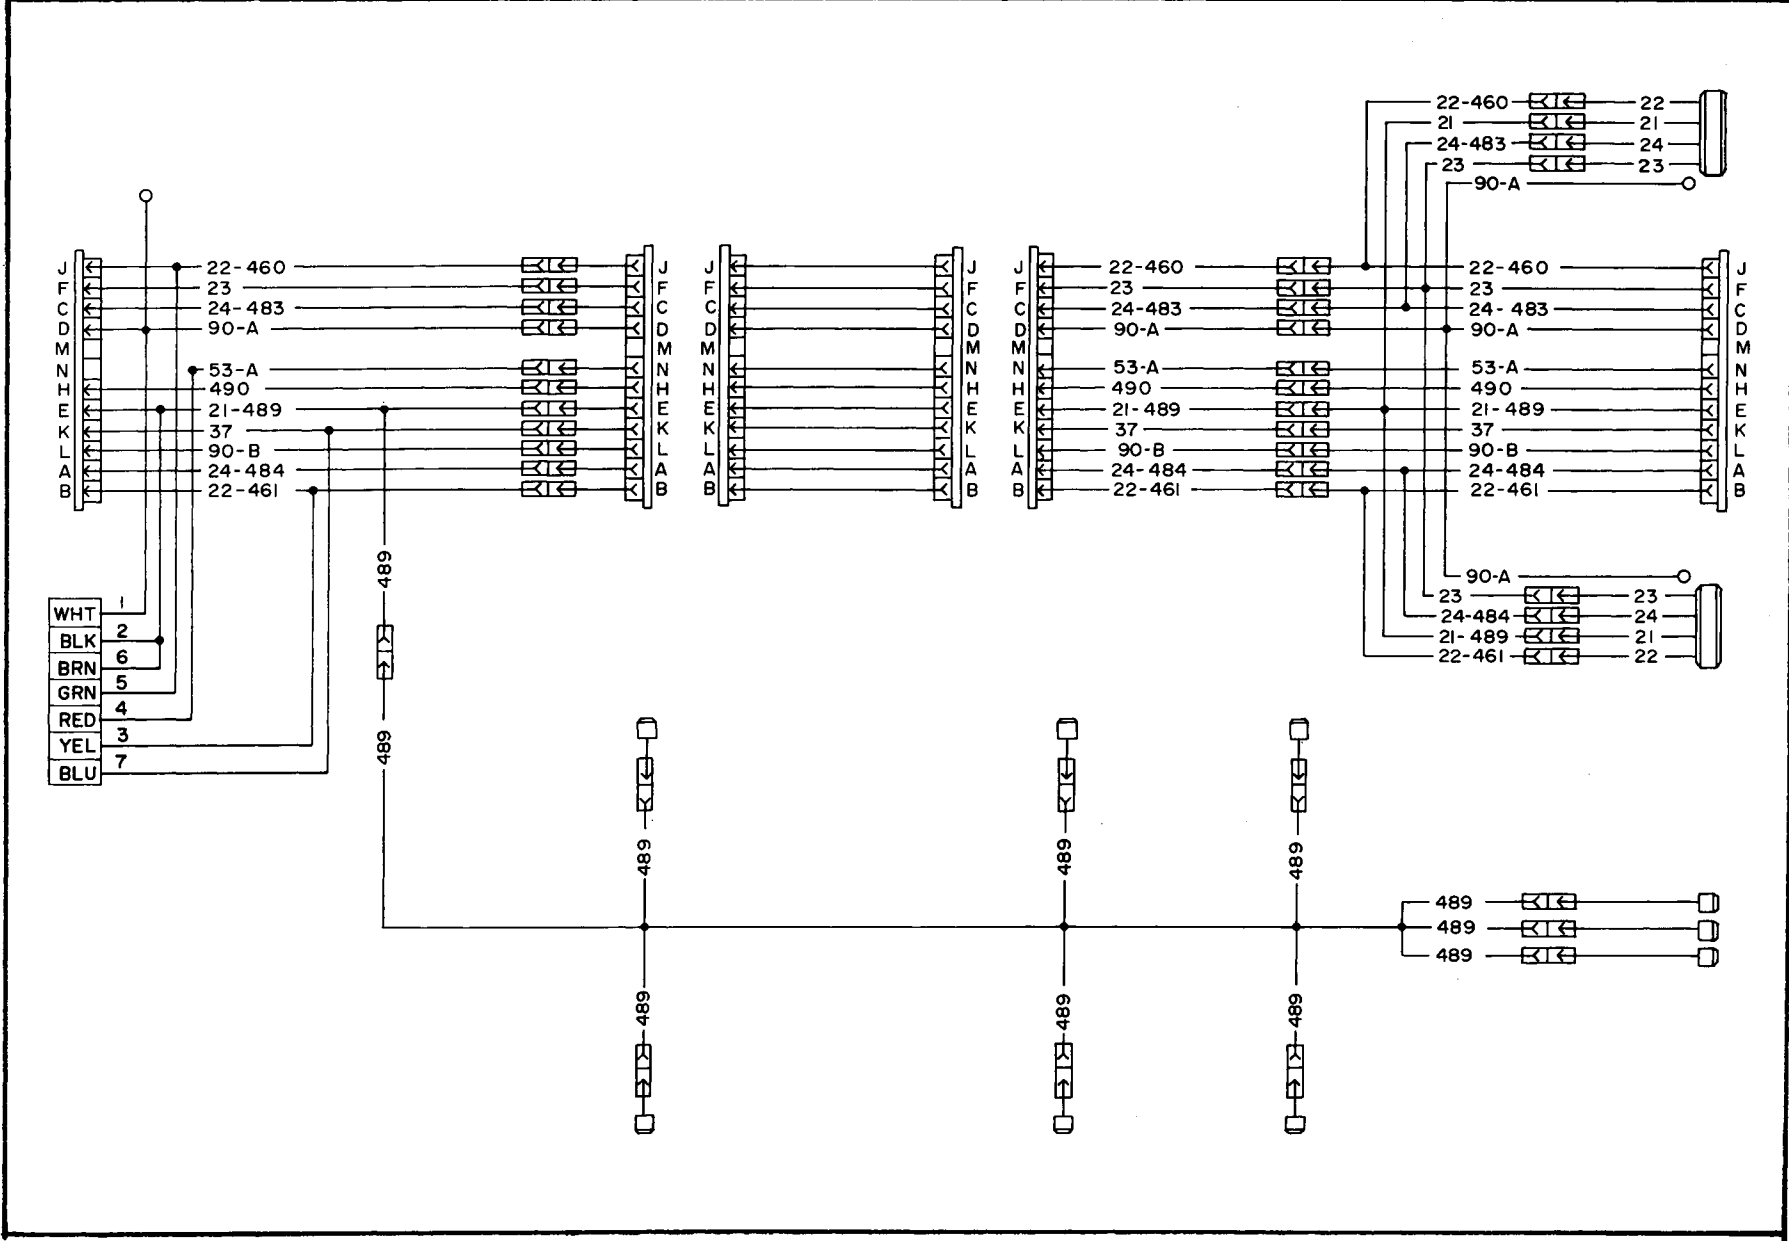 22-460 22
21 21
24-483 24
23 23
90-A
J 22-460 J J J J 22-460 22-460 J
F 23 F F F F 23 23 F
C 24-483 C C C C 24-483 24-483 C
D 90-A D D D D 90-A 90-A D
M M M M M M
N 53-A N N N N 53-A 53-A N
H 490 H H H H 490 490 H
E 21-489 E E E E 21-489 21-489 E
K 37 K K K K 37 37 K
L 90-B L L L L 90-B 90-B L
A 24-484 A A A A 24-484 24-484 A
B 22-461 B B B B 22-461 22-461 B
489
90-A
23 23
24-484 24
21-489 21
22-461 22
WHT 1
BLK 2
BRN 6
GRN 5
RED 4
YEL 3
BLU 7
489
489
489
489
489
489
489
489
489
489